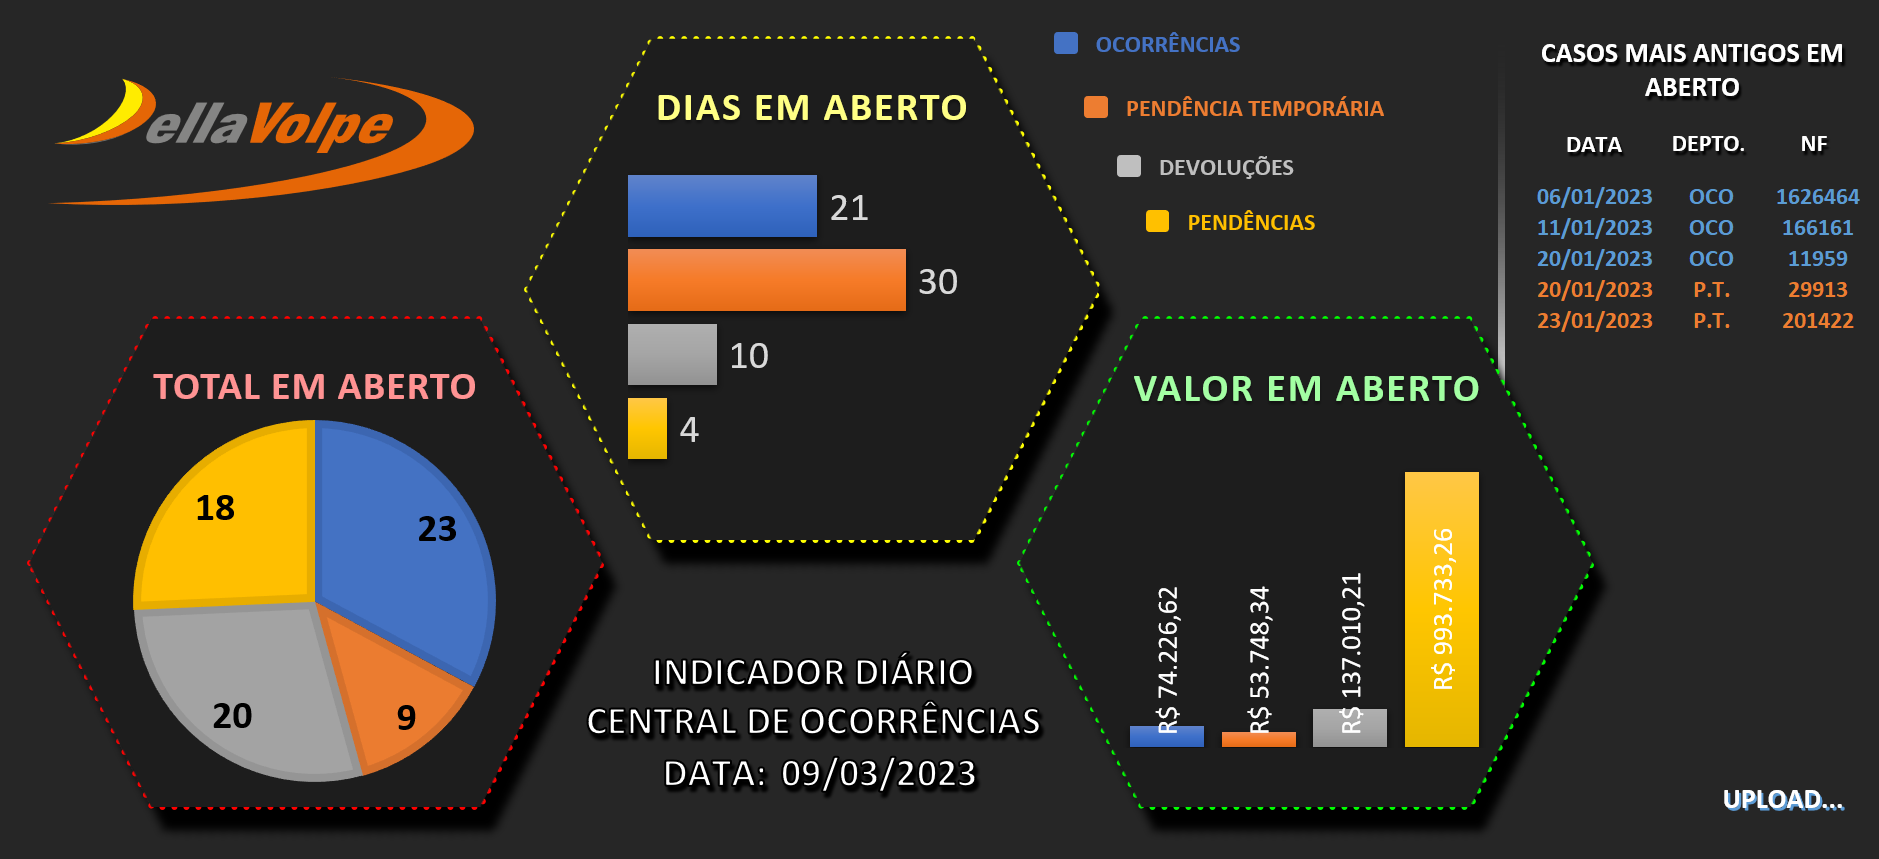 DellaVolpe
DIAS EM ABERTO
21
30
10
4
OCORRÊNCIAS
PENDÊNCIA TEMPORÁRIA
DEVOLUÇÕES
PENDÊNCIAS
CASOS MAIS ANTIGOS EM
ABERTO
DATA DEPTO. NF
06/01/2023 OCO 1626464
11/01/2023 OCO 166161
20/01/2023 OCO 11959
20/01/2023 P.T. 29913
23/01/2023 P.T. 201422
TOTAL EM ABERTO
18
23
20
9
VALOR EM ABERTO
R$ 74.226,62
R$ 53.748,34
R$ 137.010,21
R$ 993.733,26
INDICADOR DIÁRIO
CENTRAL DE OCORRÊNCIAS
DATA: 09/03/2023
UPLOAD...